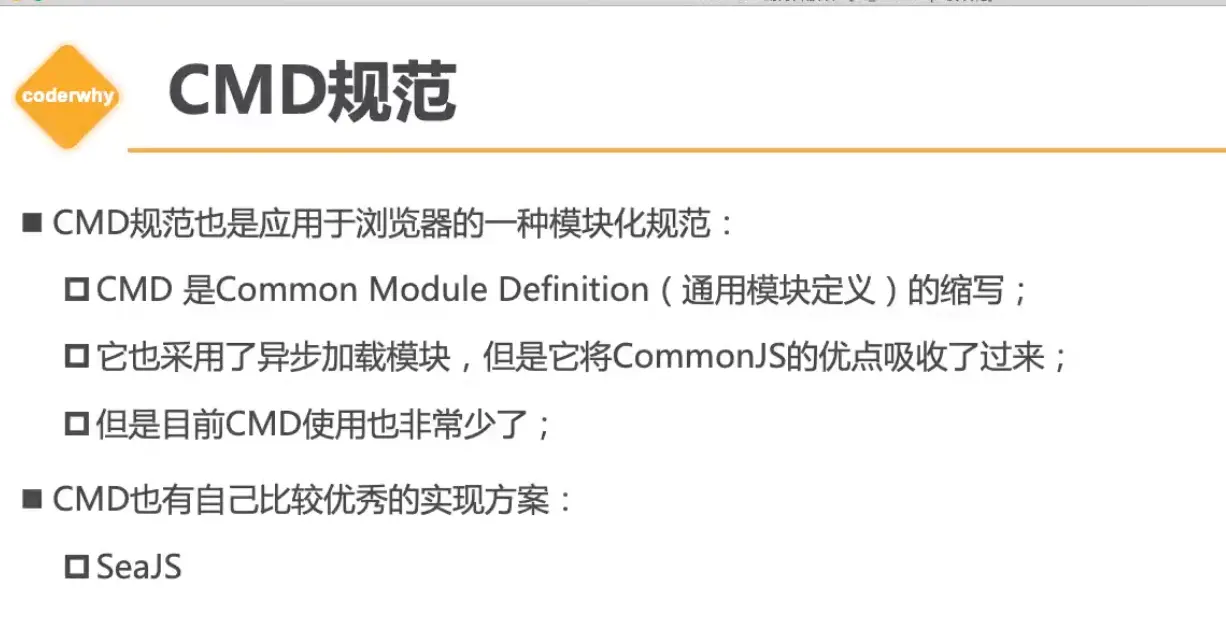 coderwhy
CMD规范
CMD规范也是应用于浏览器的一种模块化规范：
CMD 是Common Module Definition（通用模块定义）的缩写；
它也采用了异步加载模块，但是它将CommonJS的优点吸收了过来；
但是目前CMD使用也非常少了；
CMD也有自己比较优秀的实现方案：
SeaJS